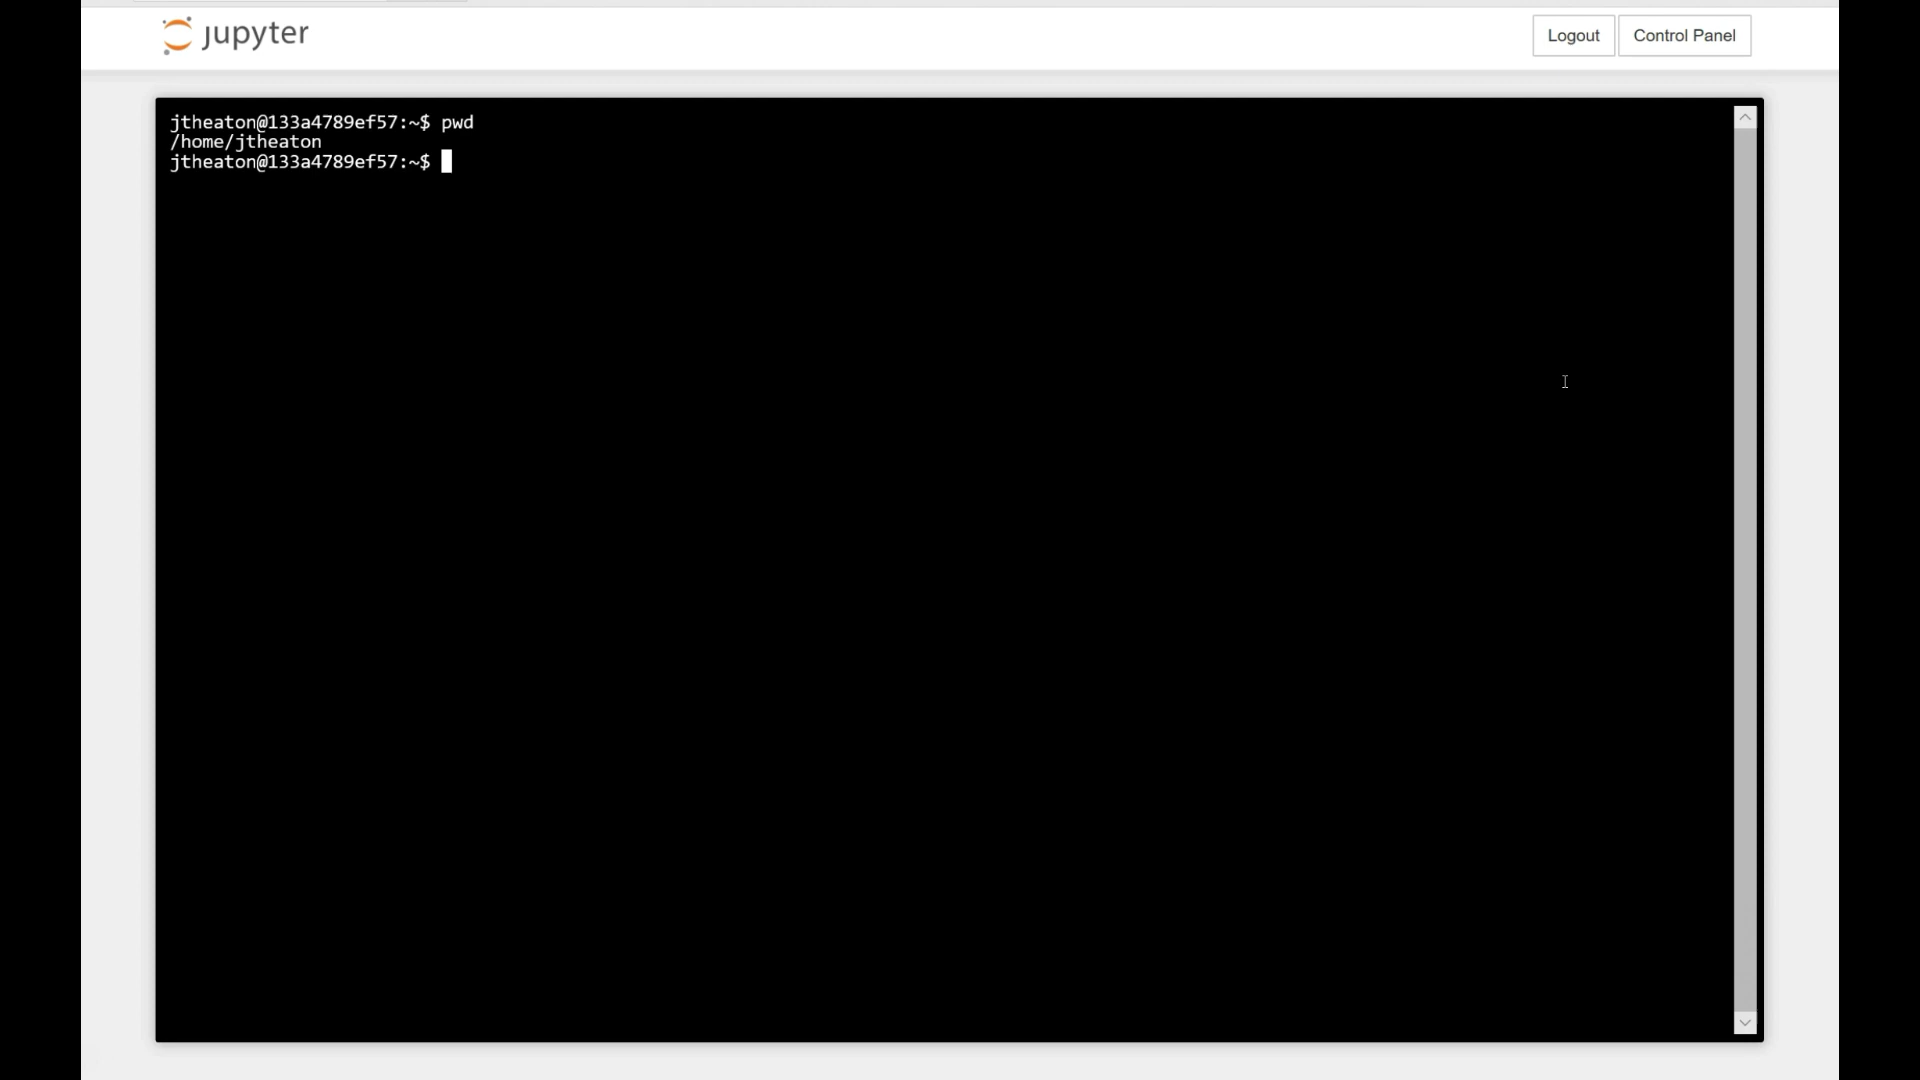 jupyter
Logout
Control Panel
jtheaton@133a4789ef57:~$ pwd
/home/jtheaton
jtheaton@133a4789ef57:~$